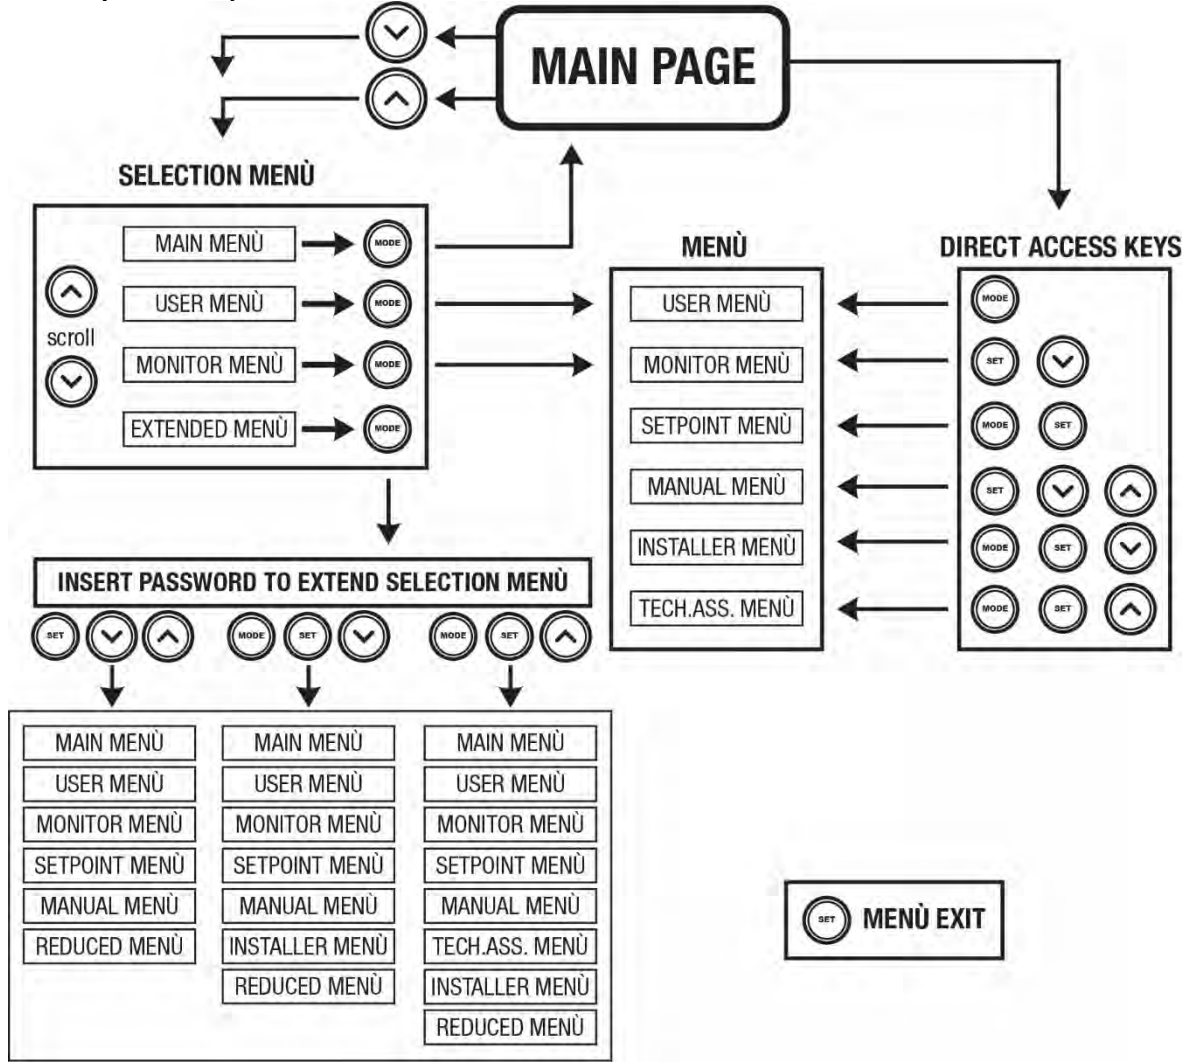 MAIN PAGE
SELECTION MENÙ
MAIN MENÙ MODE
USER MENÙ MODE
scroll
MONITOR MENÙ MODE
EXTENDED MENÙ MODE
MENÙ
USER MENÙ
MONITOR MENÙ
SETPOINT MENÙ
MANUAL MENÙ
INSTALLER MENÙ
TECH.ASS. MENÙ
DIRECT ACCESS KEYS
MODE
SET
MODE SET
SET
MODE SET
MODE SET
INSERT PASSWORD TO EXTEND SELECTION MENÙ
SET MODE SET MODE SET
MAIN MENÙ
USER MENÙ
MONITOR MENÙ
SETPOINT MENÙ
MANUAL MENÙ
REDUCED MENÙ
MAIN MENÙ
USER MENÙ
MONITOR MENÙ
SETPOINT MENÙ
MANUAL MENÙ
INSTALLER MENÙ
REDUCED MENÙ
MAIN MENÙ
USER MENÙ
MONITOR MENÙ
SETPOINT MENÙ
MANUAL MENÙ
TECH.ASS. MENÙ
INSTALLER MENÙ
REDUCED MENÙ
SET MENÙ EXIT